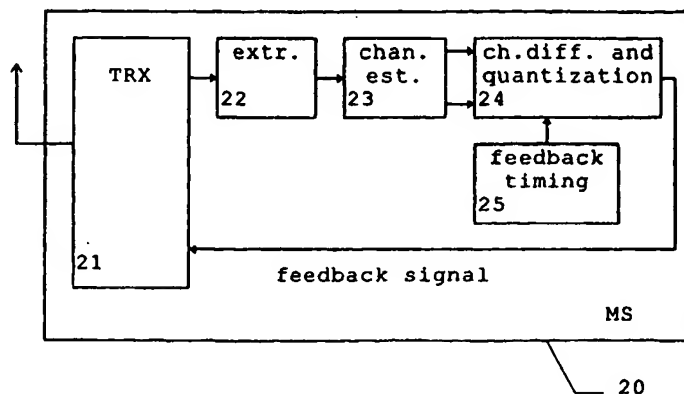 TRX
21
extr.
22
chan.
est.
23
ch.diff. and
quantization
24
feedback
timing
25
feedback signal
MS
20